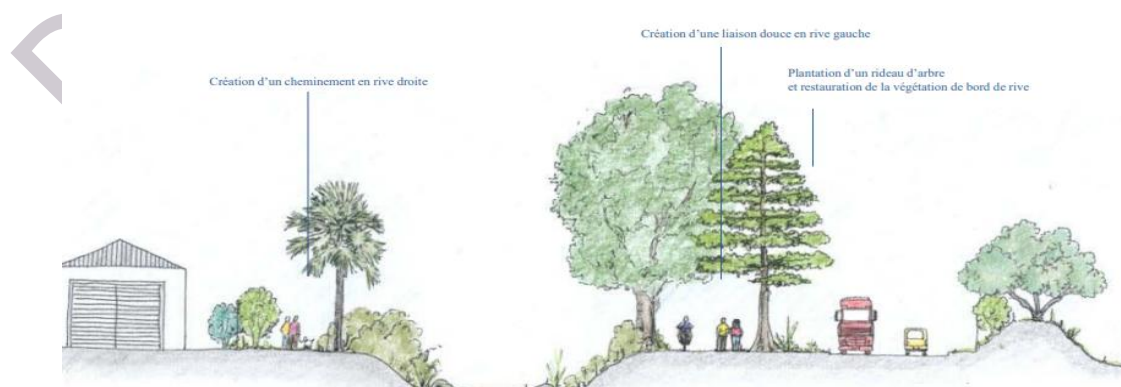 Création d'une liaison douce en rive gauche
Création d'un cheminement en rive droite
Plantation d'un rideau d'arbre
et restauration de la végétation de bord de rive